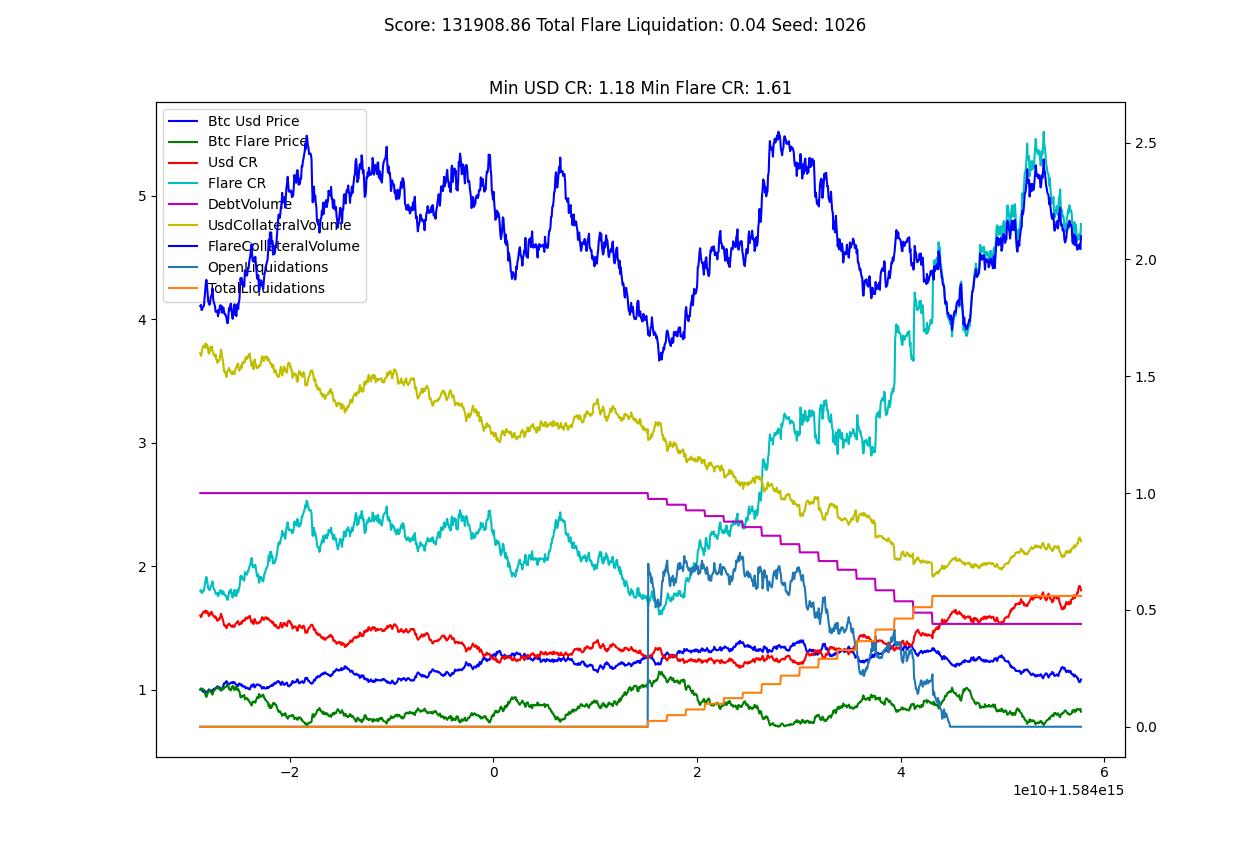 Score: 131908.86 Total Flare Liquidation: 0.04 Seed: 1026
Min USD CR: 1.18 Min Flare CR: 1.61
Btc Usd Price
Btc Flare Price
Usd CR
Flare CR
DebtVolume
UsdCollateralVolume
FlareCollateralVolume
OpenLiquidations
TotalLiquidations
5
4
3
2
1
2.5
2.0
1.5
1.0
0.5
0.0
−2 0 2 4 6
1e10+1.584e15